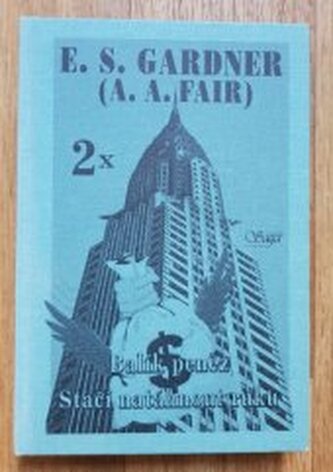 E. S. GARDNER
(A. A. FAIR)
2x
Saga
$
Balík peněz
Stačí natáhnout ruku